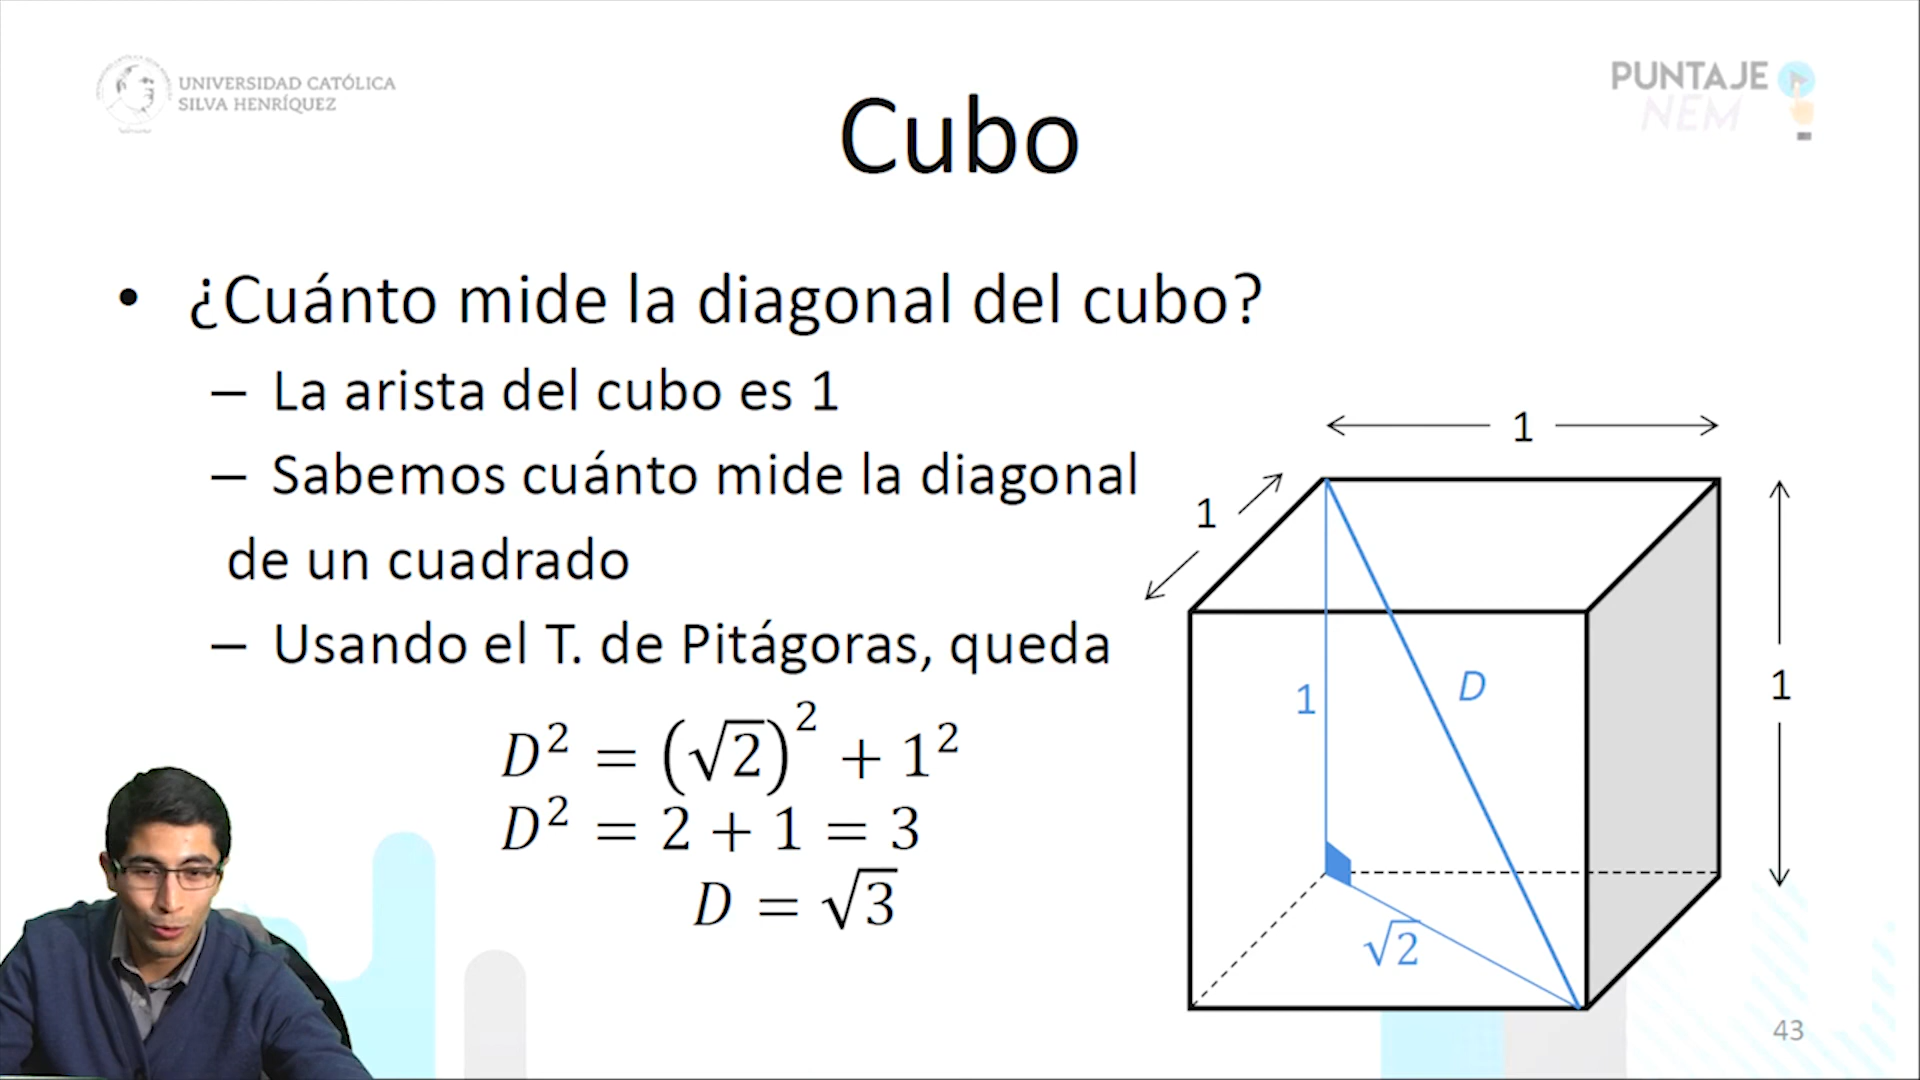 UNIVERSIDAD CATÓLICA
SILVA HENRÍQUEZ
PUNTAJE
NEM
Cubo
• ¿Cuánto mide la diagonal del cubo?
– La arista del cubo es 1
– Sabemos cuánto mide la diagonal
de un cuadrado
– Usando el T. de Pitágoras, queda
D² = (√2)² + 1²
D² = 2 + 1 = 3
D = √3
1
1
1
1
D
√2
43